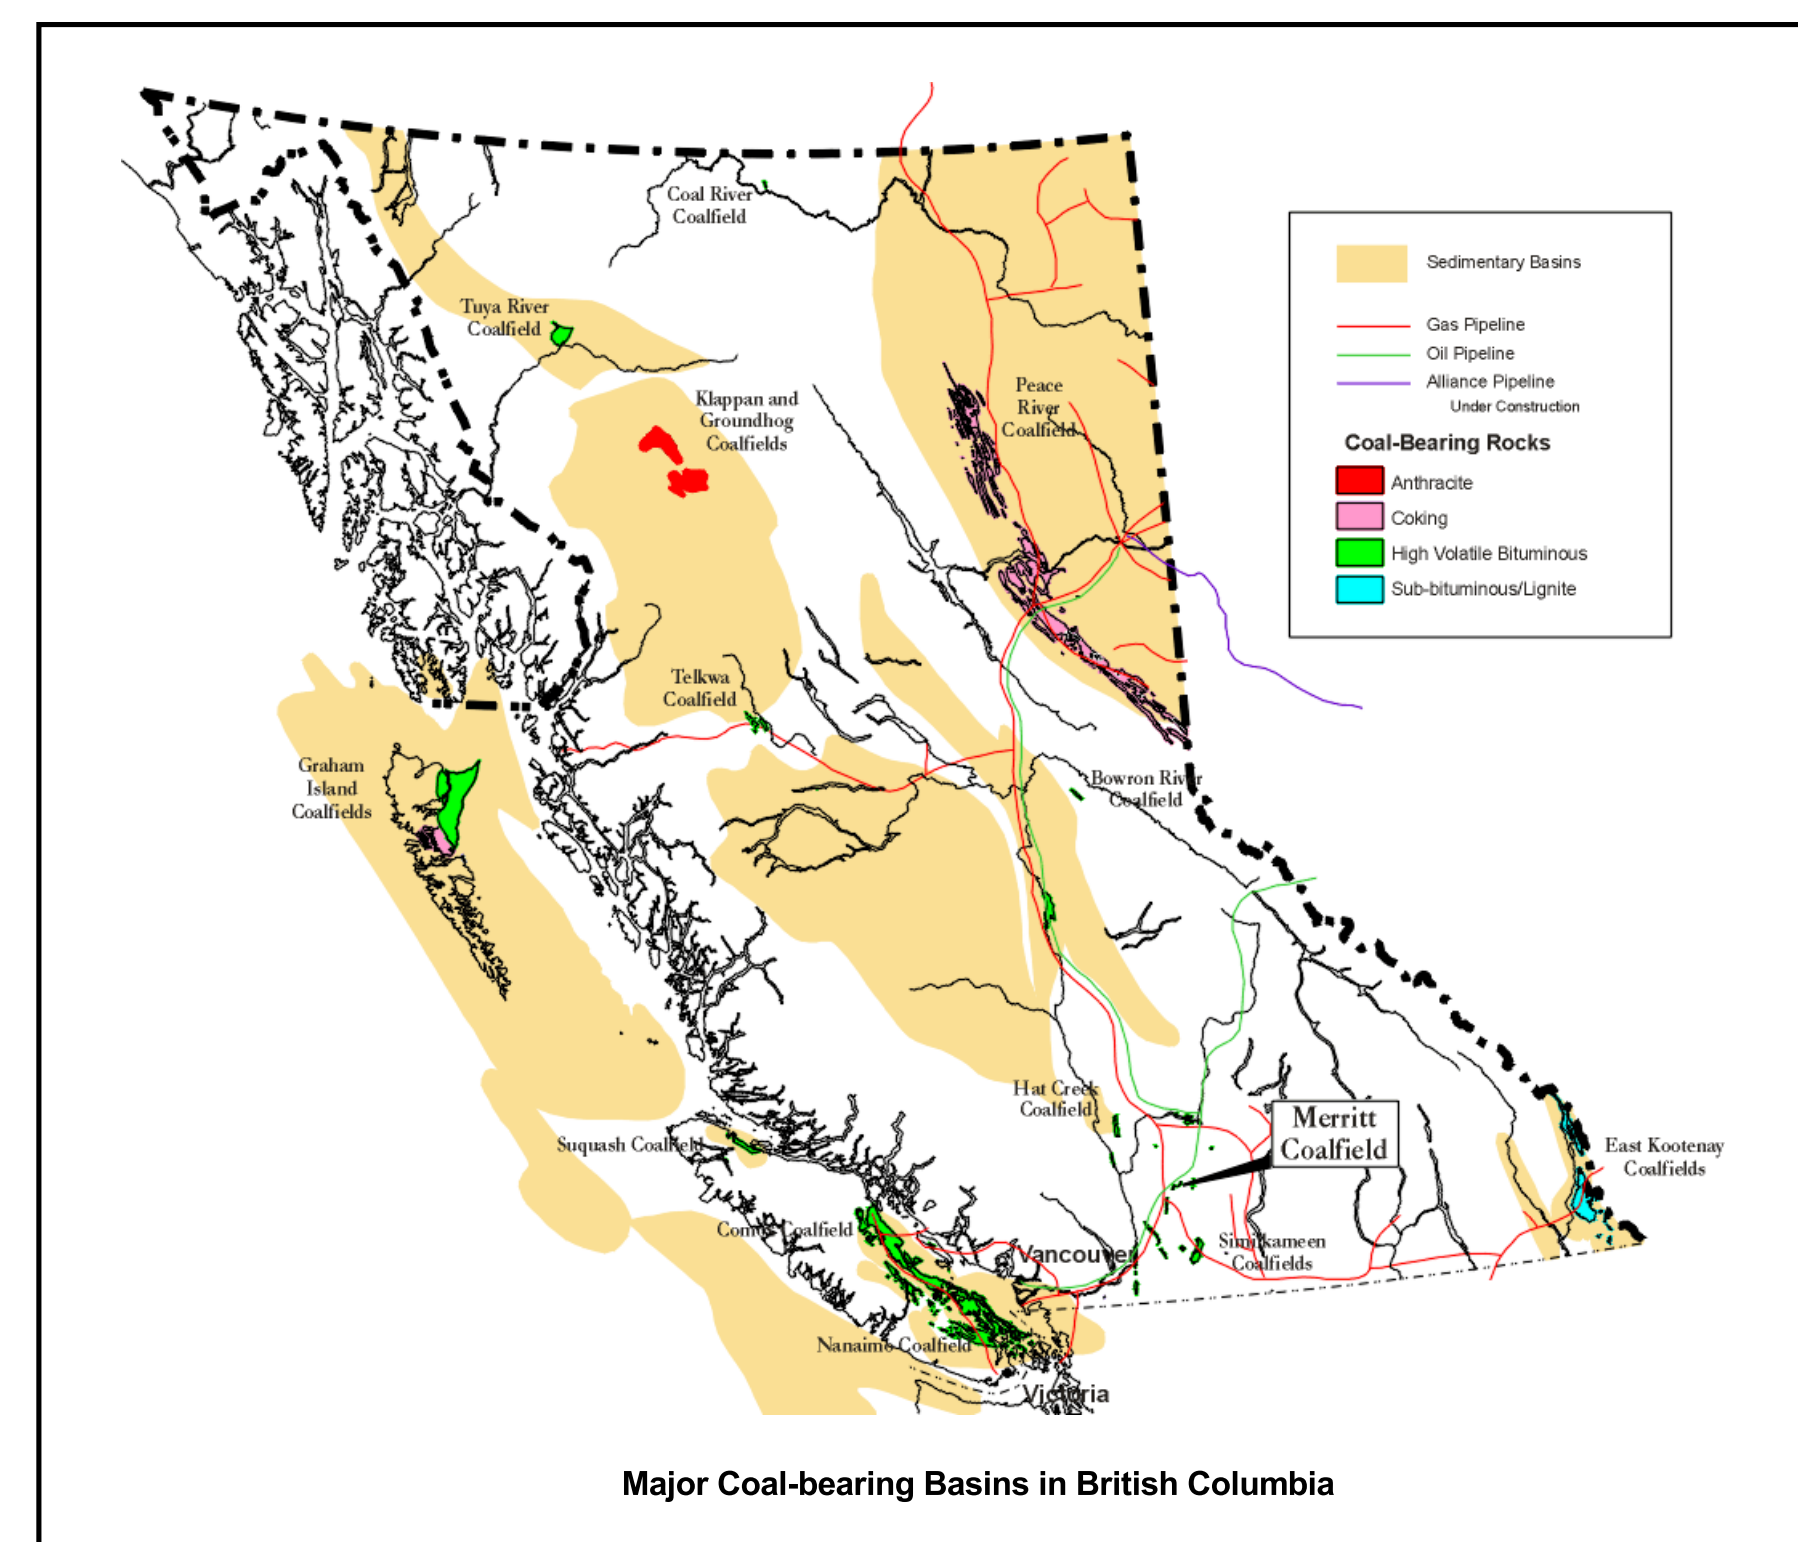 Coal River
Coalfield
Sedimentary Basins
Tuya River
Coalfield
Gas Pipeline
Oil Pipeline
Alliance Pipeline
Under Construction
Klappan and
Groundhog
Coalfields
Peace
River
Coalfield
Coal-Bearing Rocks
Anthracite
Coking
High Volatile Bituminous
Sub-bituminous/Lignite
Telkwa
Coalfield
Graham
Island
Coalfields
Bowron River
Coalfield
Hat Creek
Coalfield
Merritt
Coalfield
Suquash Coalfield
East Kootenay
Coalfields
Comox Coalfield
Vancouver
Similkameen
Coalfields
Nanaimo Coalfield
Victoria
Major Coal-bearing Basins in British Columbia